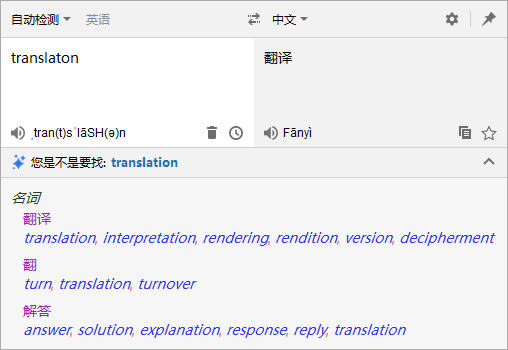 自动检测 英语 中文
translaton
翻译
ˌtran(t)sˈlāSH(ə)n
Fānyì
您是不是要找: translation
名词
翻译
translation, interpretation, rendering, rendition, version, decipherment
翻
turn, translation, turnover
解答
answer, solution, explanation, response, reply, translation